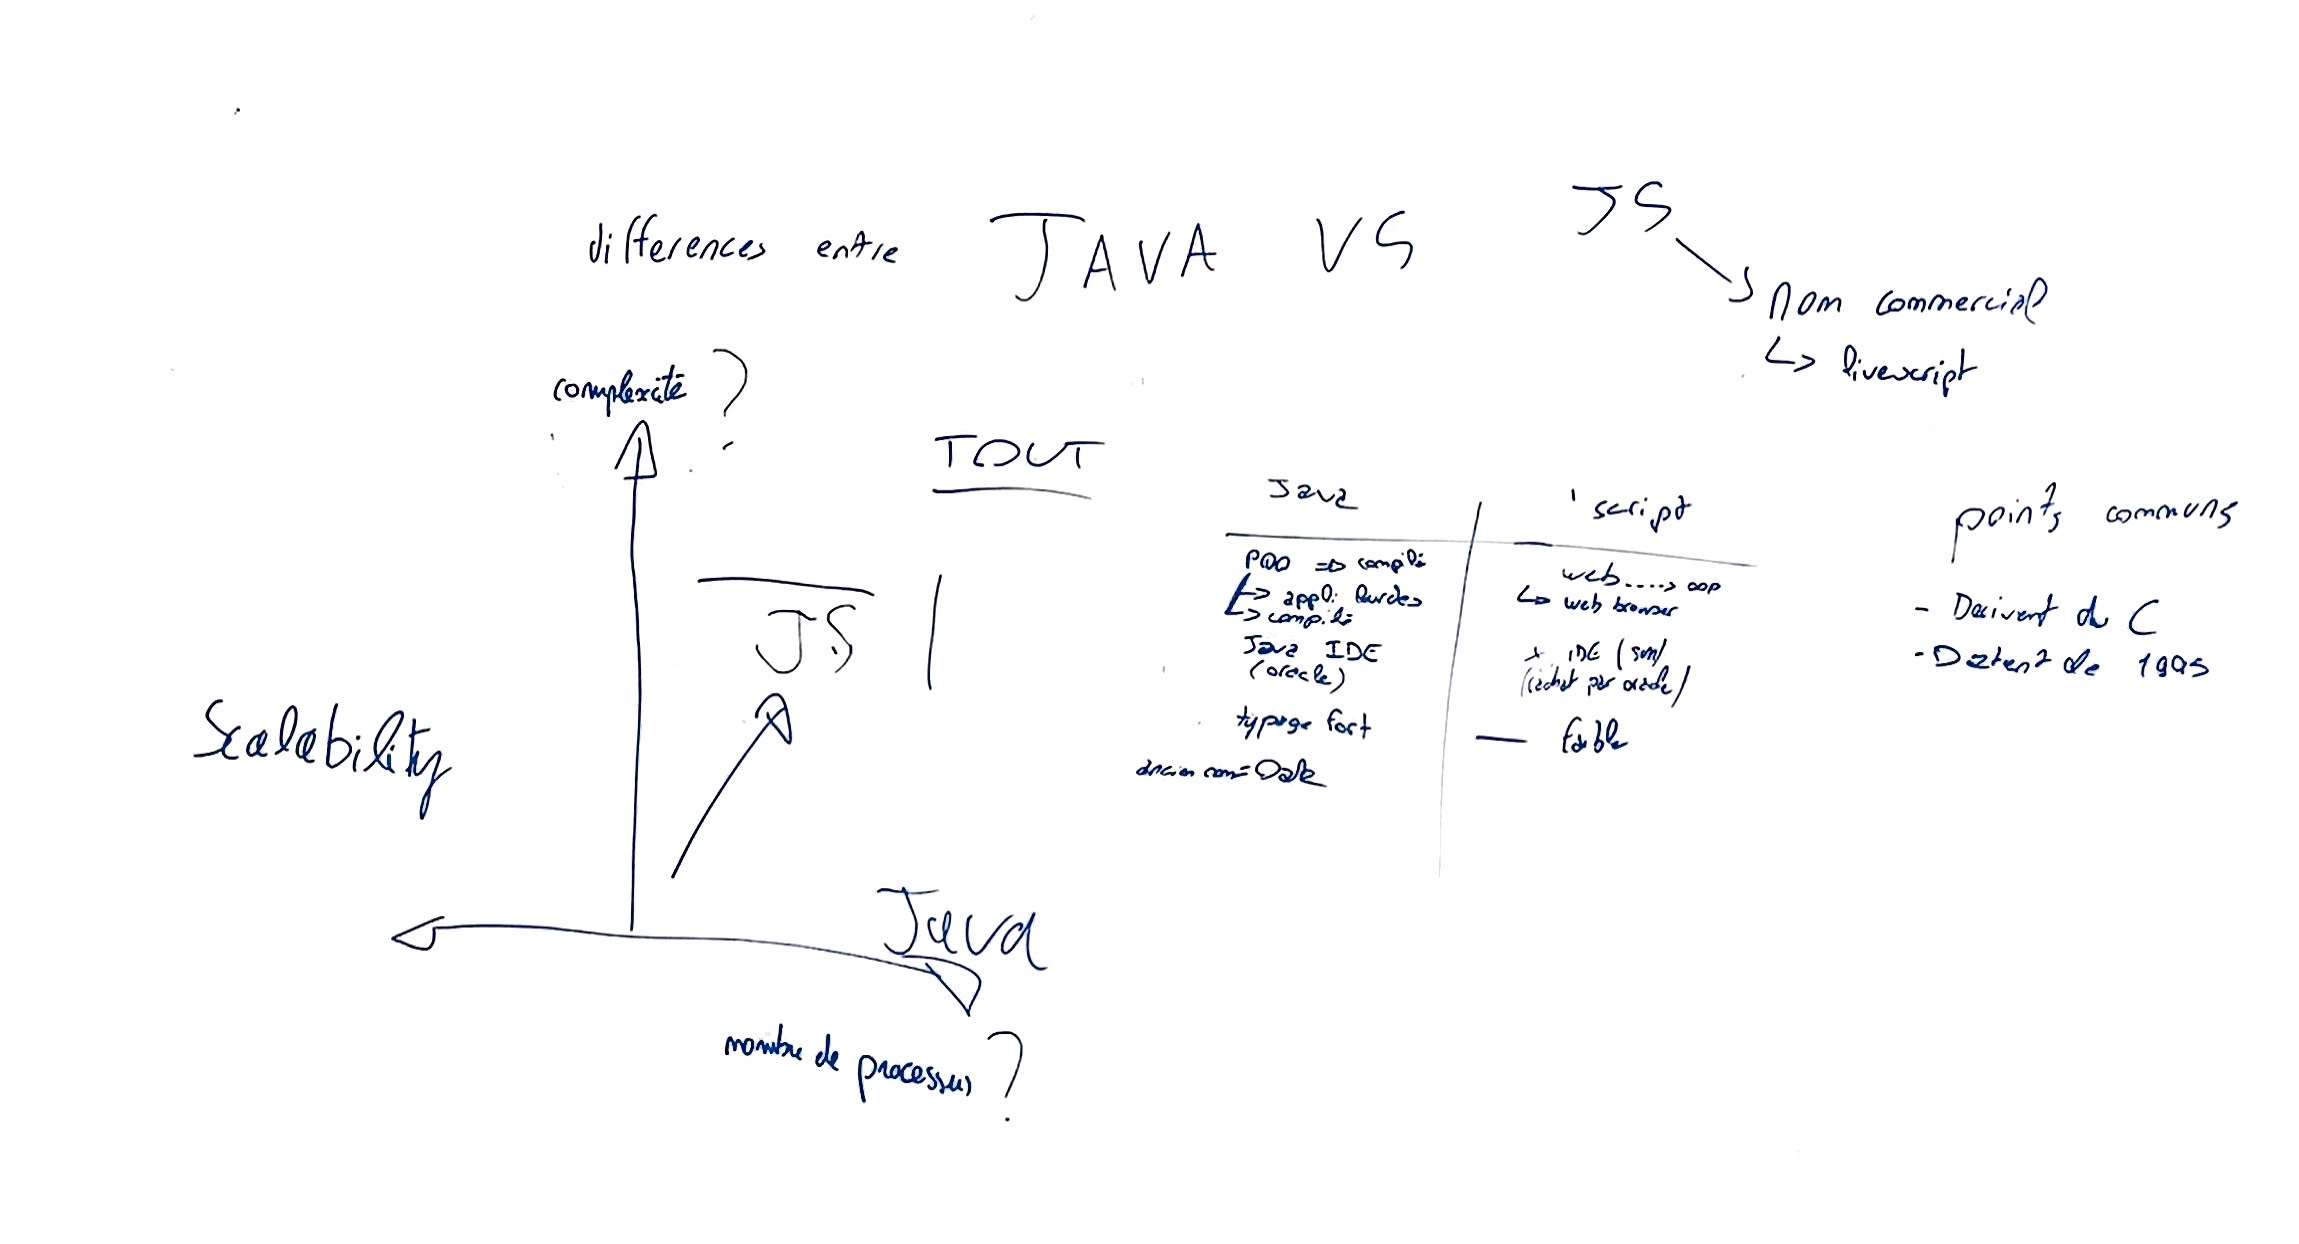 differences entre JAVA VS JS
nom commercial
livescript
complexité ?
TOUT
Java
'script
points communs
POO => compilé
appli lourdes
compilé
web.....> oop
web browser
- Derivent du C
- Datent de 1995
JS
Java IDE
(oracle)
x IDE (sun)
(rachat par oracle)
typage fort
— faible
ancien nom = Oak
Scalability
Java
nombre de processus ?